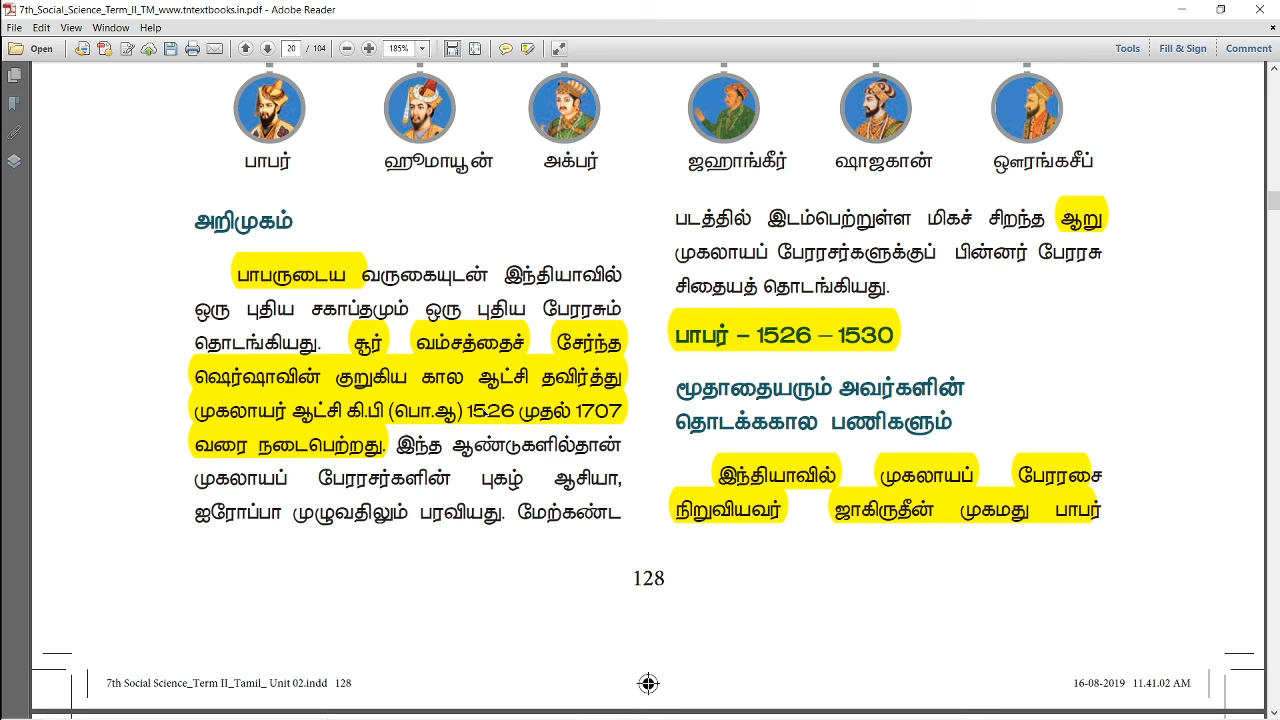 7th_Social_Science_Term_II_TM_www.tntextbooks.in.pdf - Adobe Reader
File Edit View Window Help
Open 20 / 104 185% Tools Fill & Sign Comment
பாபர் ஹூமாயூன் அக்பர் ஜஹாங்கீர் ஷாஜகான் ஔரங்கசீப்
அறிமுகம்
பாபருடைய வருகையுடன் இந்தியாவில்
ஒரு புதிய சகாப்தமும் ஒரு புதிய பேரரசும்
தொடங்கியது. சூர் வம்சத்தைச் சேர்ந்த
ஷெர்ஷாவின் குறுகிய கால ஆட்சி தவிர்த்து
முகலாயர் ஆட்சி கி.பி (பொ.ஆ) 1526 முதல் 1707
வரை நடைபெற்றது. இந்த ஆண்டுகளில்தான்
முகலாயப் பேரரசர்களின் புகழ் ஆசியா,
ஐரோப்பா முழுவதிலும் பரவியது. மேற்கண்ட
படத்தில் இடம்பெற்றுள்ள மிகச் சிறந்த ஆறு
முகலாயப் பேரரசர்களுக்குப் பின்னர் பேரரசு
சிதையத் தொடங்கியது.
பாபர் – 1526 – 1530
மூதாதையரும் அவர்களின்
தொடக்ககால பணிகளும்
இந்தியாவில் முகலாயப் பேரரசை
நிறுவியவர் ஜாகிருதீன் முகமது பாபர்
128
7th Social Science_Term II_Tamil_ Unit 02.indd 128
16-08-2019 11.41.02 AM